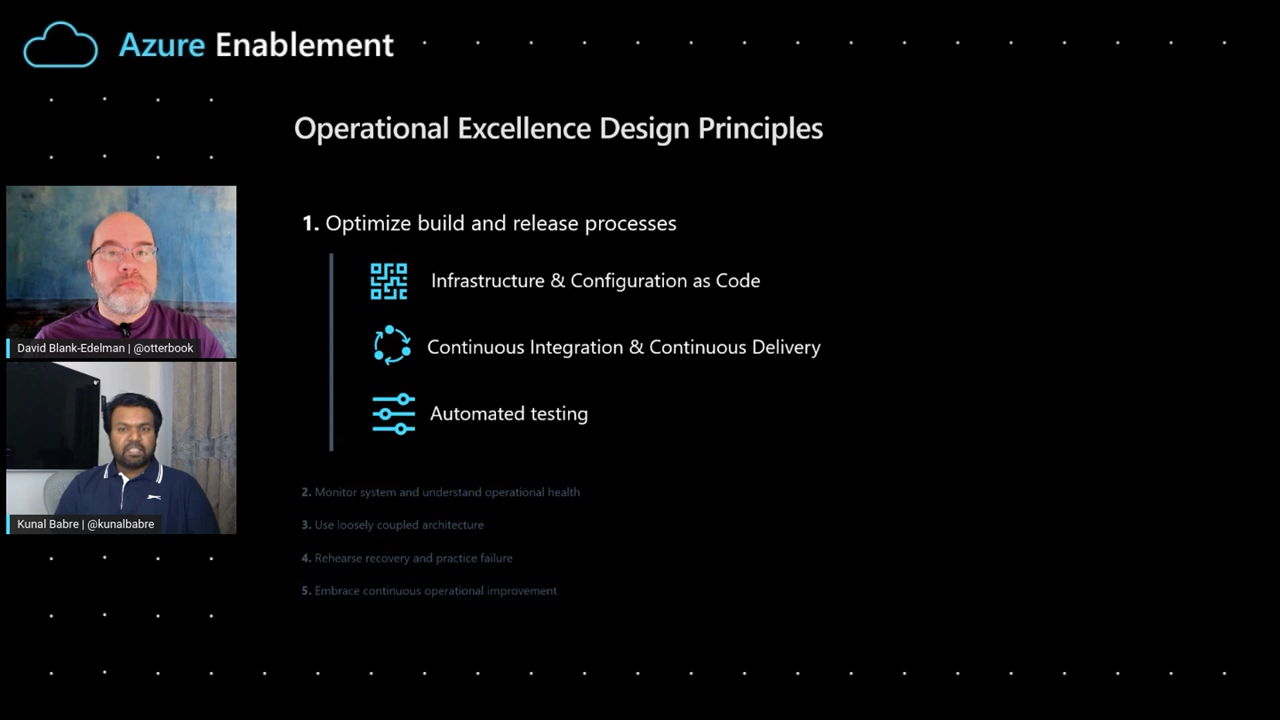 Azure Enablement
Operational Excellence Design Principles
1. Optimize build and release processes
Infrastructure & Configuration as Code
Continuous Integration & Continuous Delivery
Automated testing
2. Monitor system and understand operational health
3. Use loosely coupled architecture
4. Rehearse recovery and practice failure
5. Embrace continuous operational improvement
David Blank-Edelman | @otterbook
Kunal Babre | @kunalbabre